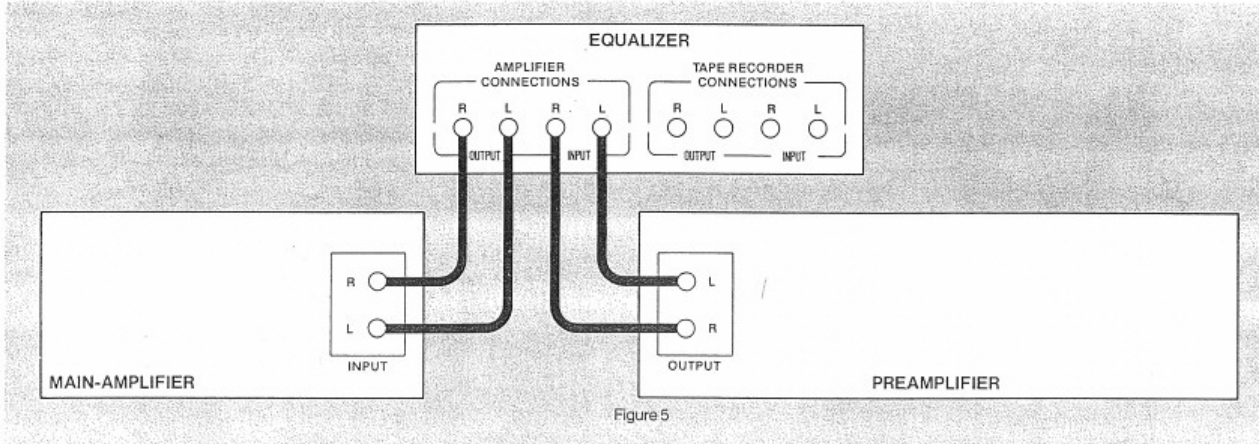 EQUALIZER
AMPLIFIER
CONNECTIONS
R L R L
OUTPUT INPUT
TAPE RECORDER
CONNECTIONS
R L R L
OUTPUT INPUT
R
L
INPUT
MAIN-AMPLIFIER
L
R
OUTPUT
PREAMPLIFIER
Figure 5